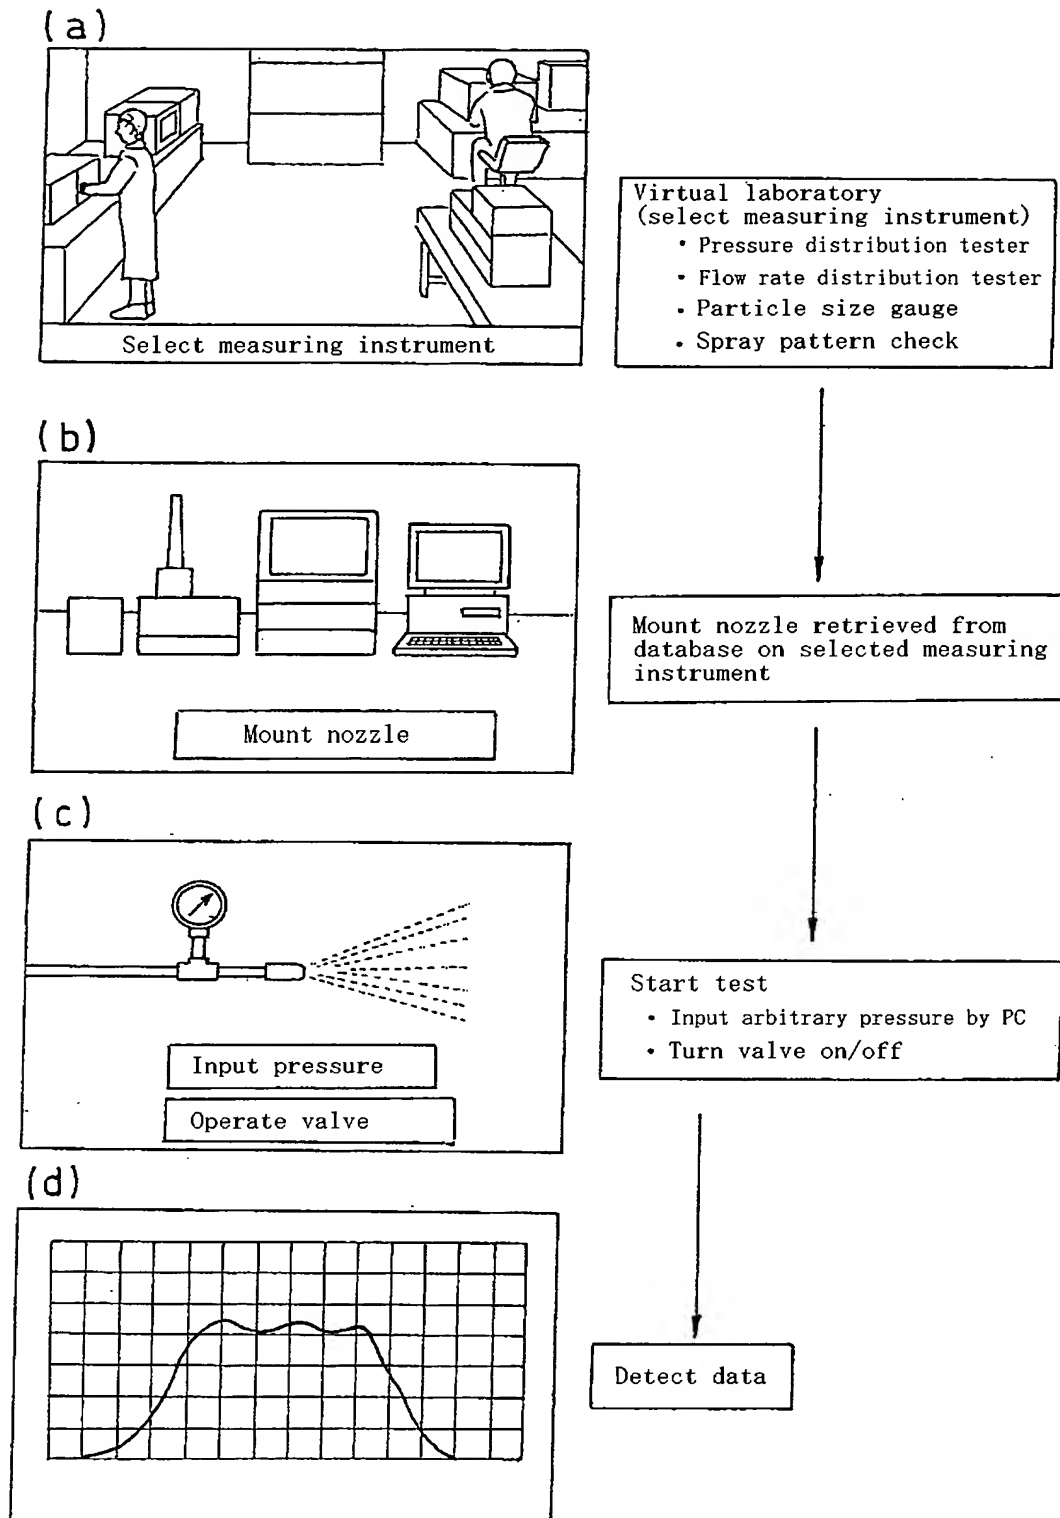 (a)
Select measuring instrument
Virtual laboratory
(select measuring instrument)
• Pressure distribution tester
• Flow rate distribution tester
• Particle size gauge
• Spray pattern check
(b)
Mount nozzle
Mount nozzle retrieved from
database on selected measuring
instrument
(c)
Input pressure
Operate valve
Start test
• Input arbitrary pressure by PC
• Turn valve on/off
(d)
Detect data